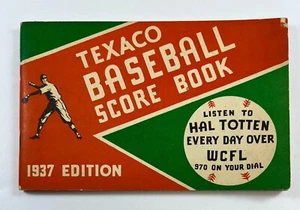 TEXACO
BASEBALL
SCORE BOOK
LISTEN TO
HAL TOTTEN
EVERY DAY OVER
WCFL
970 ON YOUR DIAL
1937 EDITION